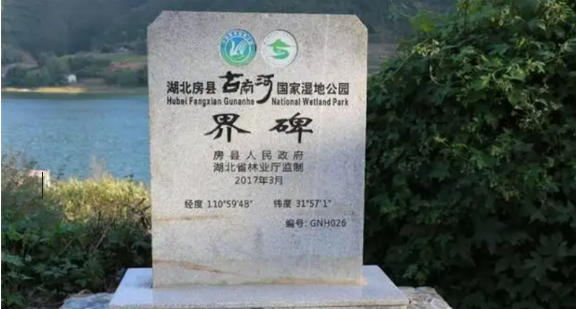 湖北房县古南河国家湿地公园
Hubei Fangxian Gunanhe National Wetland Park
界碑
房县人民政府
湖北省林业厅监制
2017年3月
经度 110°59'48" 纬度 31°57'1"
编号: GNH026